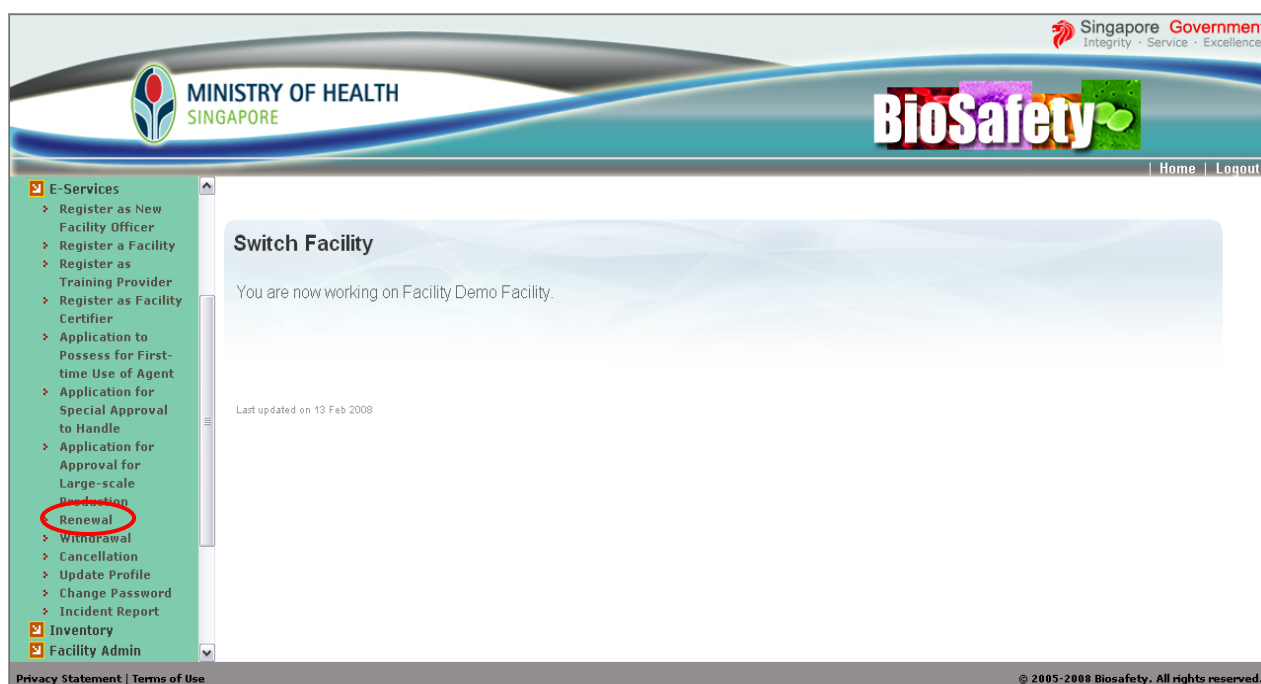 Singapore Government
Integrity · Service · Excellence
MINISTRY OF HEALTH
SINGAPORE
BioSafety
| Home | Logout
E-Services
Register as New
Facility Officer
Register a Facility
Register as
Training Provider
Register as Facility
Certifier
Application to
Possess for First-
time Use of Agent
Application for
Special Approval
to Handle
Application for
Approval for
Large-scale
Production
Renewal
Withdrawal
Cancellation
Update Profile
Change Password
Incident Report
Inventory
Facility Admin
Switch Facility
You are now working on Facility Demo Facility.
Last updated on 13 Feb 2008
Privacy Statement | Terms of Use
© 2005-2008 Biosafety. All rights reserved.